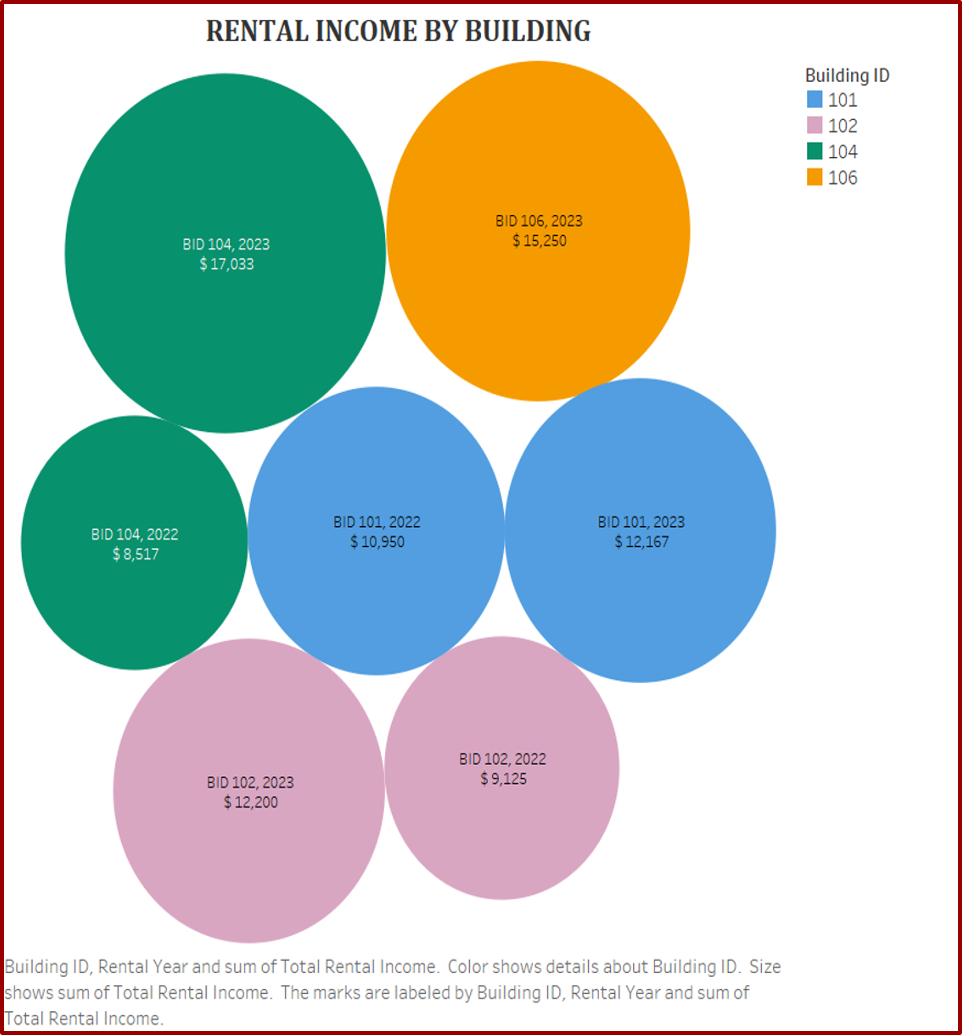 RENTAL INCOME BY BUILDING
Building ID
101
102
104
106
BID 104, 2023
$ 17,033
BID 106, 2023
$ 15,250
BID 104, 2022
$ 8,517
BID 101, 2022
$ 10,950
BID 101, 2023
$ 12,167
BID 102, 2023
$ 12,200
BID 102, 2022
$ 9,125
Building ID, Rental Year and sum of Total Rental Income.  Color shows details about Building ID.  Size
shows sum of Total Rental Income.  The marks are labeled by Building ID, Rental Year and sum of
Total Rental Income.